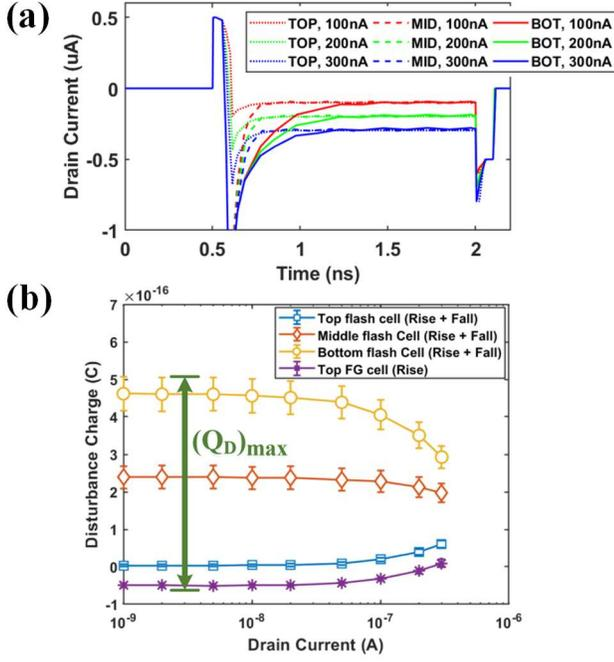 (a)
0.5
0
-0.5
-1
Drain Current (uA)
TOP, 100nA MID, 100nA BOT, 100nA
TOP, 200nA MID, 200nA BOT, 200nA
TOP, 300nA MID, 300nA BOT, 300nA
0 0.5 1 1.5 2
Time (ns)
(b)
×10-16
7
6
5
4
3
2
1
0
-1
Disturbance Charge (C)
Top flash cell (Rise + Fall)
Middle flash Cell (Rise + Fall)
Bottom flash Cell (Rise + Fall)
Top FG cell (Rise)
(QD)max
10-9 10-8 10-7 10-6
Drain Current (A)